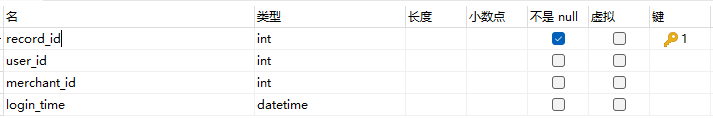 名 类型 长度 小数点 不是 null 虚拟 键
record_id int 1
user_id int
merchant_id int
login_time datetime